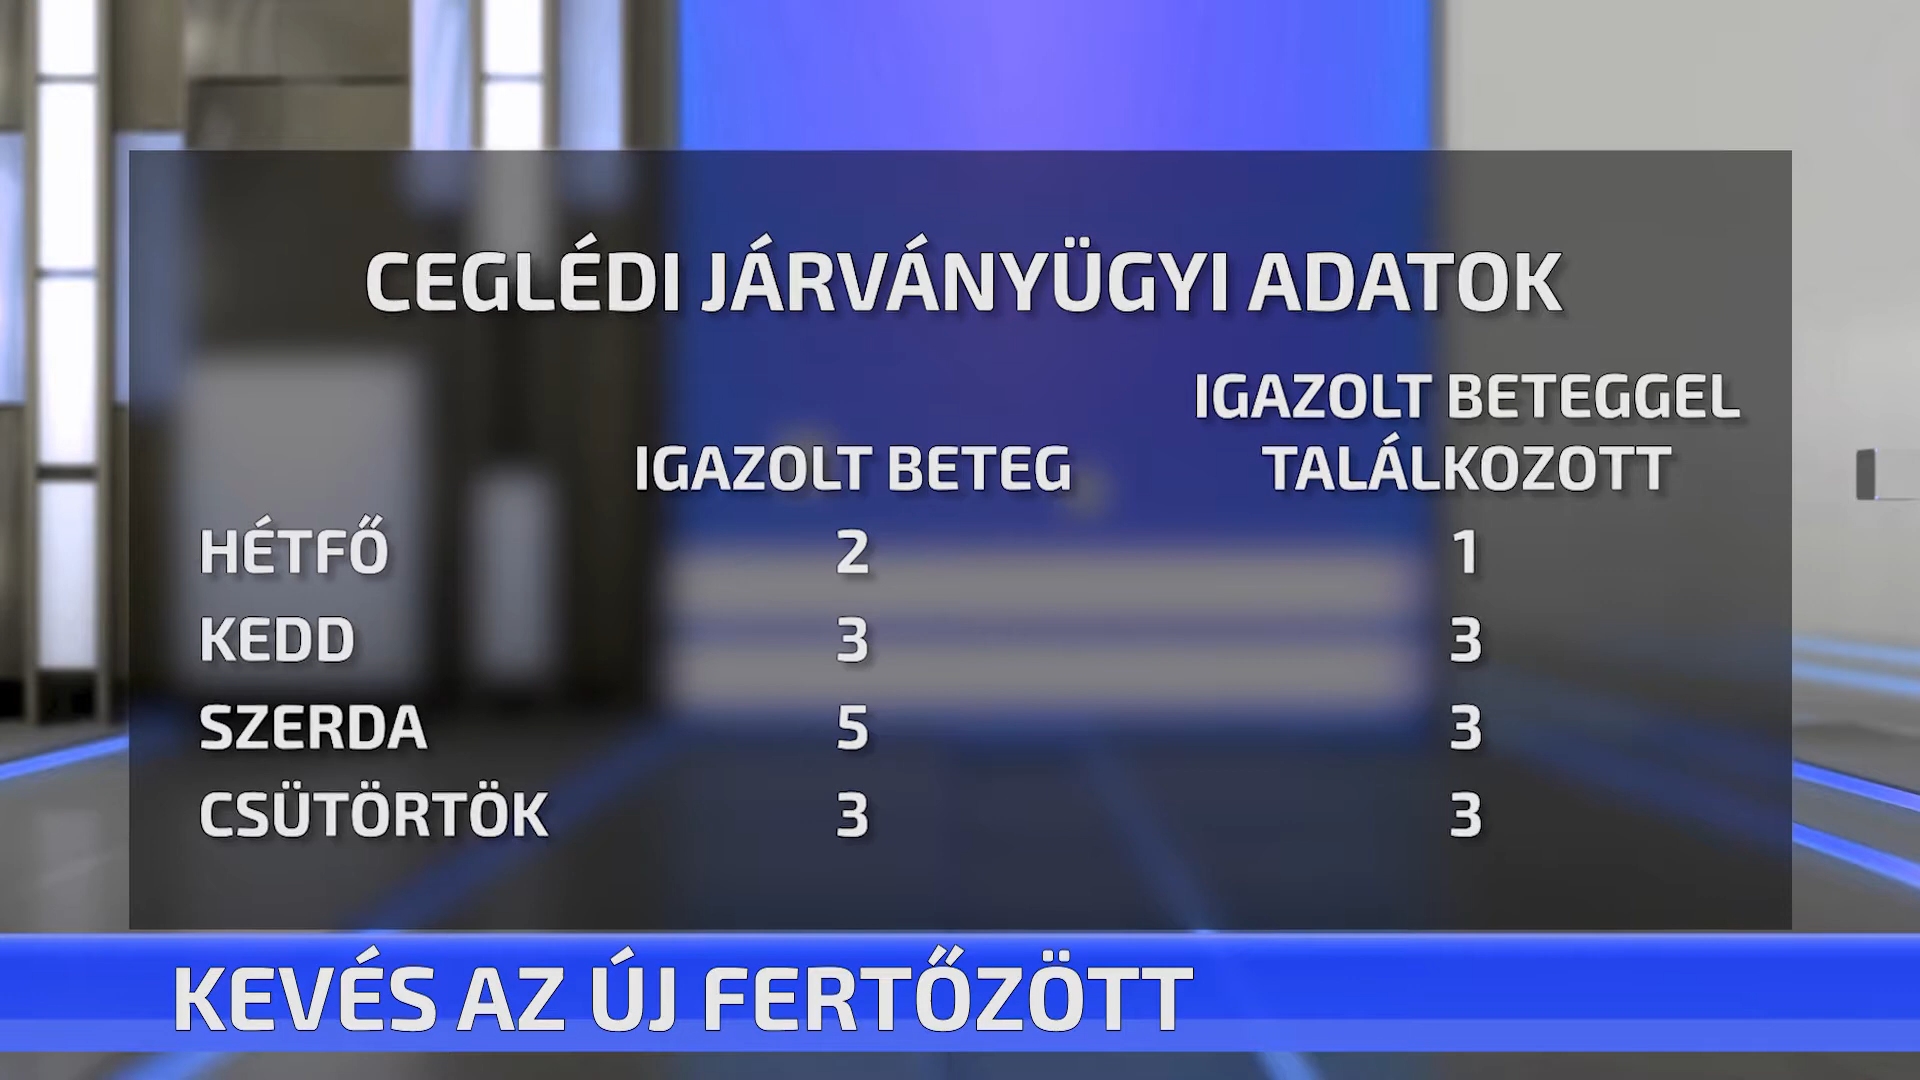 CEGLÉDI JÁRVÁNYÜGYI ADATOK
IGAZOLT BETEG IGAZOLT BETEGGEL
TALÁLKOZOTT
HÉTFŐ 2 1
KEDD 3 3
SZERDA 5 3
CSÜTÖRTÖK 3 3
KEVÉS AZ ÚJ FERTŐZÖTT